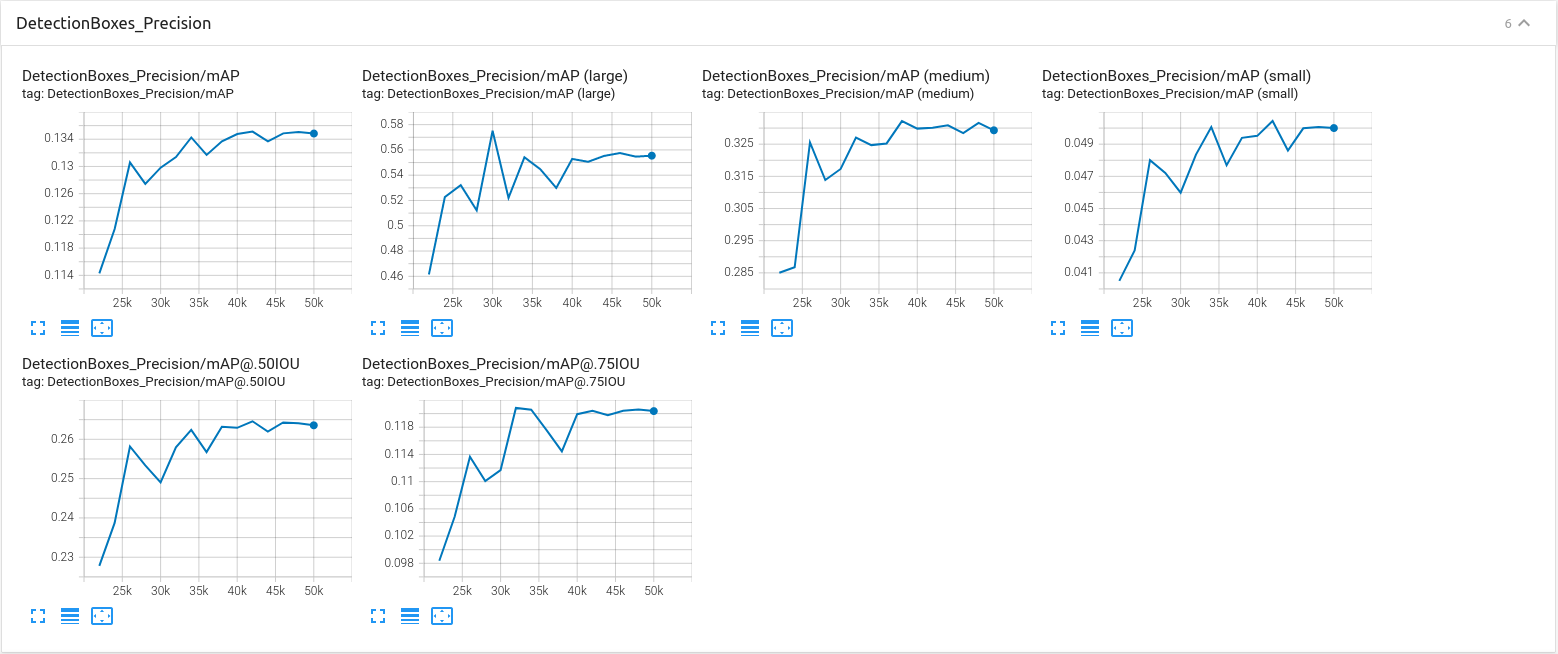 DetectionBoxes_Precision
6
DetectionBoxes_Precision/mAP
tag: DetectionBoxes_Precision/mAP
0.134
0.13
0.126
0.122
0.118
0.114
25k 30k 35k 40k 45k 50k
DetectionBoxes_Precision/mAP (large)
tag: DetectionBoxes_Precision/mAP (large)
0.58
0.56
0.54
0.52
0.5
0.48
0.46
25k 30k 35k 40k 45k 50k
DetectionBoxes_Precision/mAP (medium)
tag: DetectionBoxes_Precision/mAP (medium)
0.325
0.315
0.305
0.295
0.285
25k 30k 35k 40k 45k 50k
DetectionBoxes_Precision/mAP (small)
tag: DetectionBoxes_Precision/mAP (small)
0.049
0.047
0.045
0.043
0.041
25k 30k 35k 40k 45k 50k
DetectionBoxes_Precision/mAP@.50IOU
tag: DetectionBoxes_Precision/mAP@.50IOU
0.26
0.25
0.24
0.23
25k 30k 35k 40k 45k 50k
DetectionBoxes_Precision/mAP@.75IOU
tag: DetectionBoxes_Precision/mAP@.75IOU
0.118
0.114
0.11
0.106
0.102
0.098
25k 30k 35k 40k 45k 50k